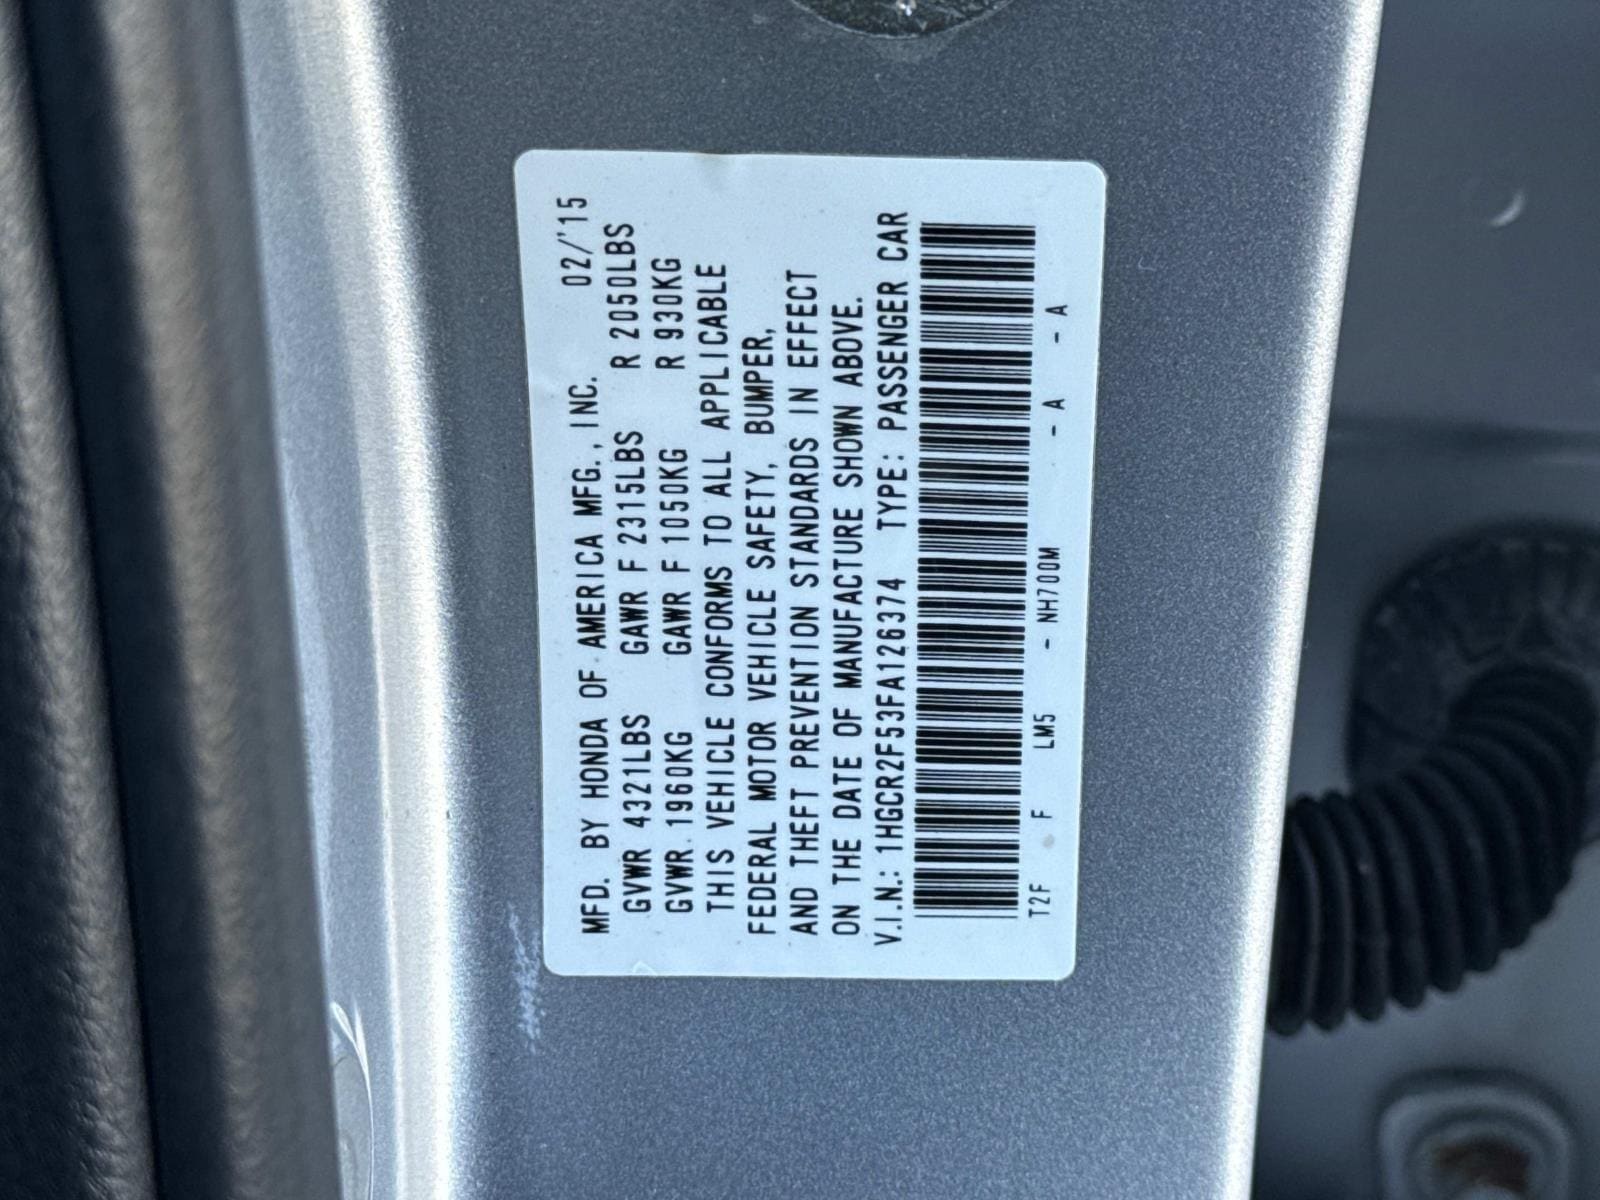 MFD. BY HONDA OF AMERICA MFG., INC. 02/'15
GVWR 4321LBS GAWR F 2315LBS R 2050LBS
GVWR 1960KG GAWR F 1050KG R 930KG
THIS VEHICLE CONFORMS TO ALL APPLICABLE
FEDERAL MOTOR VEHICLE SAFETY, BUMPER,
AND THEFT PREVENTION STANDARDS IN EFFECT
ON THE DATE OF MANUFACTURE SHOWN ABOVE.
V.I.N.: 1HGCR2F53FA126374 TYPE: PASSENGER CAR
T2F F LM5 - NH700M - A - A